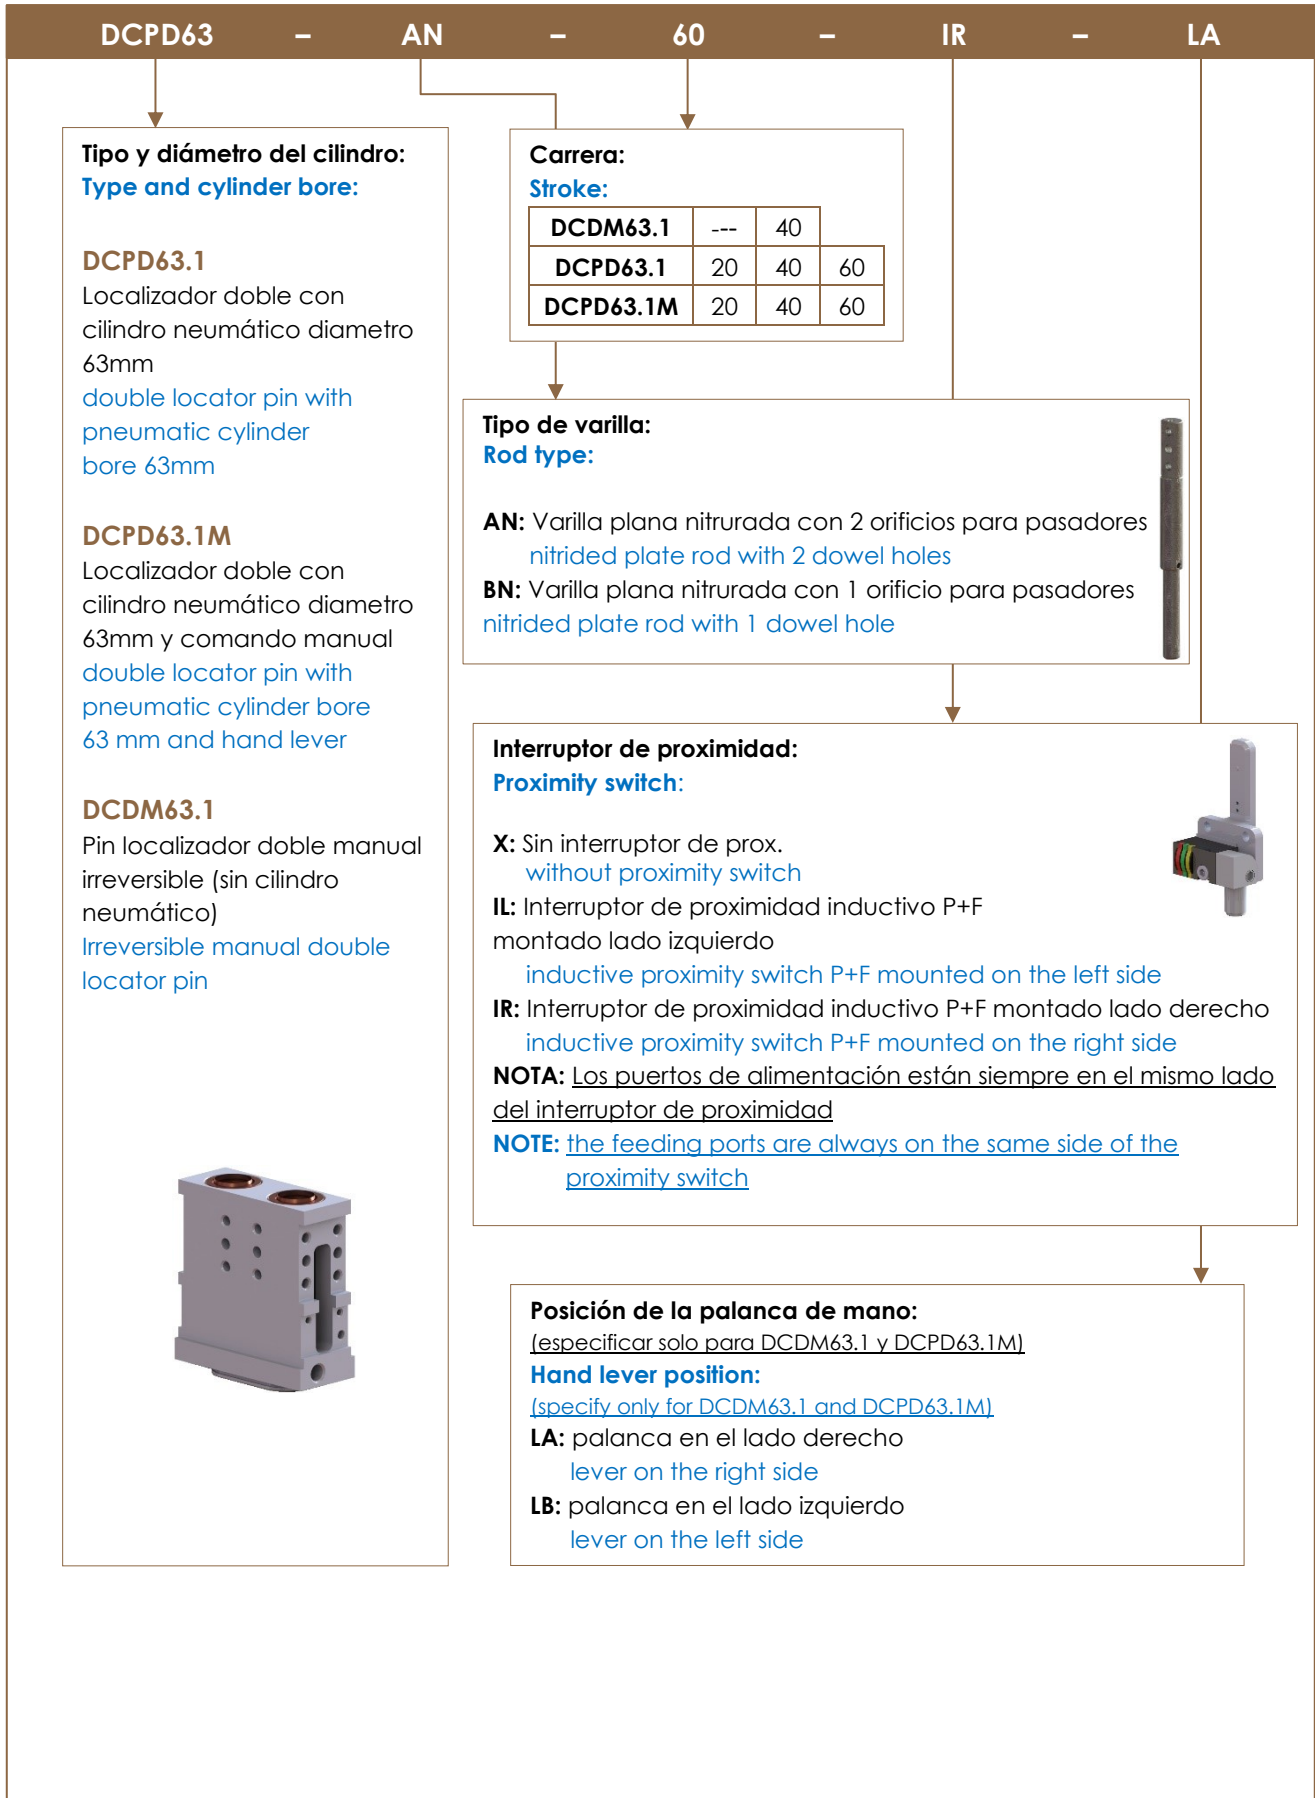 DCPD63 – AN – 60 – IR – LA
Tipo y diámetro del cilindro:
Type and cylinder bore:
DCPD63.1
Localizador doble con
cilindro neumático diametro
63mm
double locator pin with
pneumatic cylinder
bore 63mm
DCPD63.1M
Localizador doble con
cilindro neumático diametro
63mm y comando manual
double locator pin with
pneumatic cylinder bore
63 mm and hand lever
DCDM63.1
Pin localizador doble manual
irreversible (sin cilindro
neumático)
Irreversible manual double
locator pin
Carrera:
Stroke:
DCDM63.1 --- 40
DCPD63.1 20 40 60
DCPD63.1M 20 40 60
Tipo de varilla:
Rod type:
AN: Varilla plana nitrurada con 2 orificios para pasadores
nitrided plate rod with 2 dowel holes
BN: Varilla plana nitrurada con 1 orificio para pasadores
nitrided plate rod with 1 dowel hole
Interruptor de proximidad:
Proximity switch:
X: Sin interruptor de prox.
without proximity switch
IL: Interruptor de proximidad inductivo P+F
montado lado izquierdo
inductive proximity switch P+F mounted on the left side
IR: Interruptor de proximidad inductivo P+F montado lado derecho
inductive proximity switch P+F mounted on the right side
NOTA: Los puertos de alimentación están siempre en el mismo lado
del interruptor de proximidad
NOTE: the feeding ports are always on the same side of the
proximity switch
Posición de la palanca de mano:
(especificar solo para DCDM63.1 y DCPD63.1M)
Hand lever position:
(specify only for DCDM63.1 and DCPD63.1M)
LA: palanca en el lado derecho
lever on the right side
LB: palanca en el lado izquierdo
lever on the left side